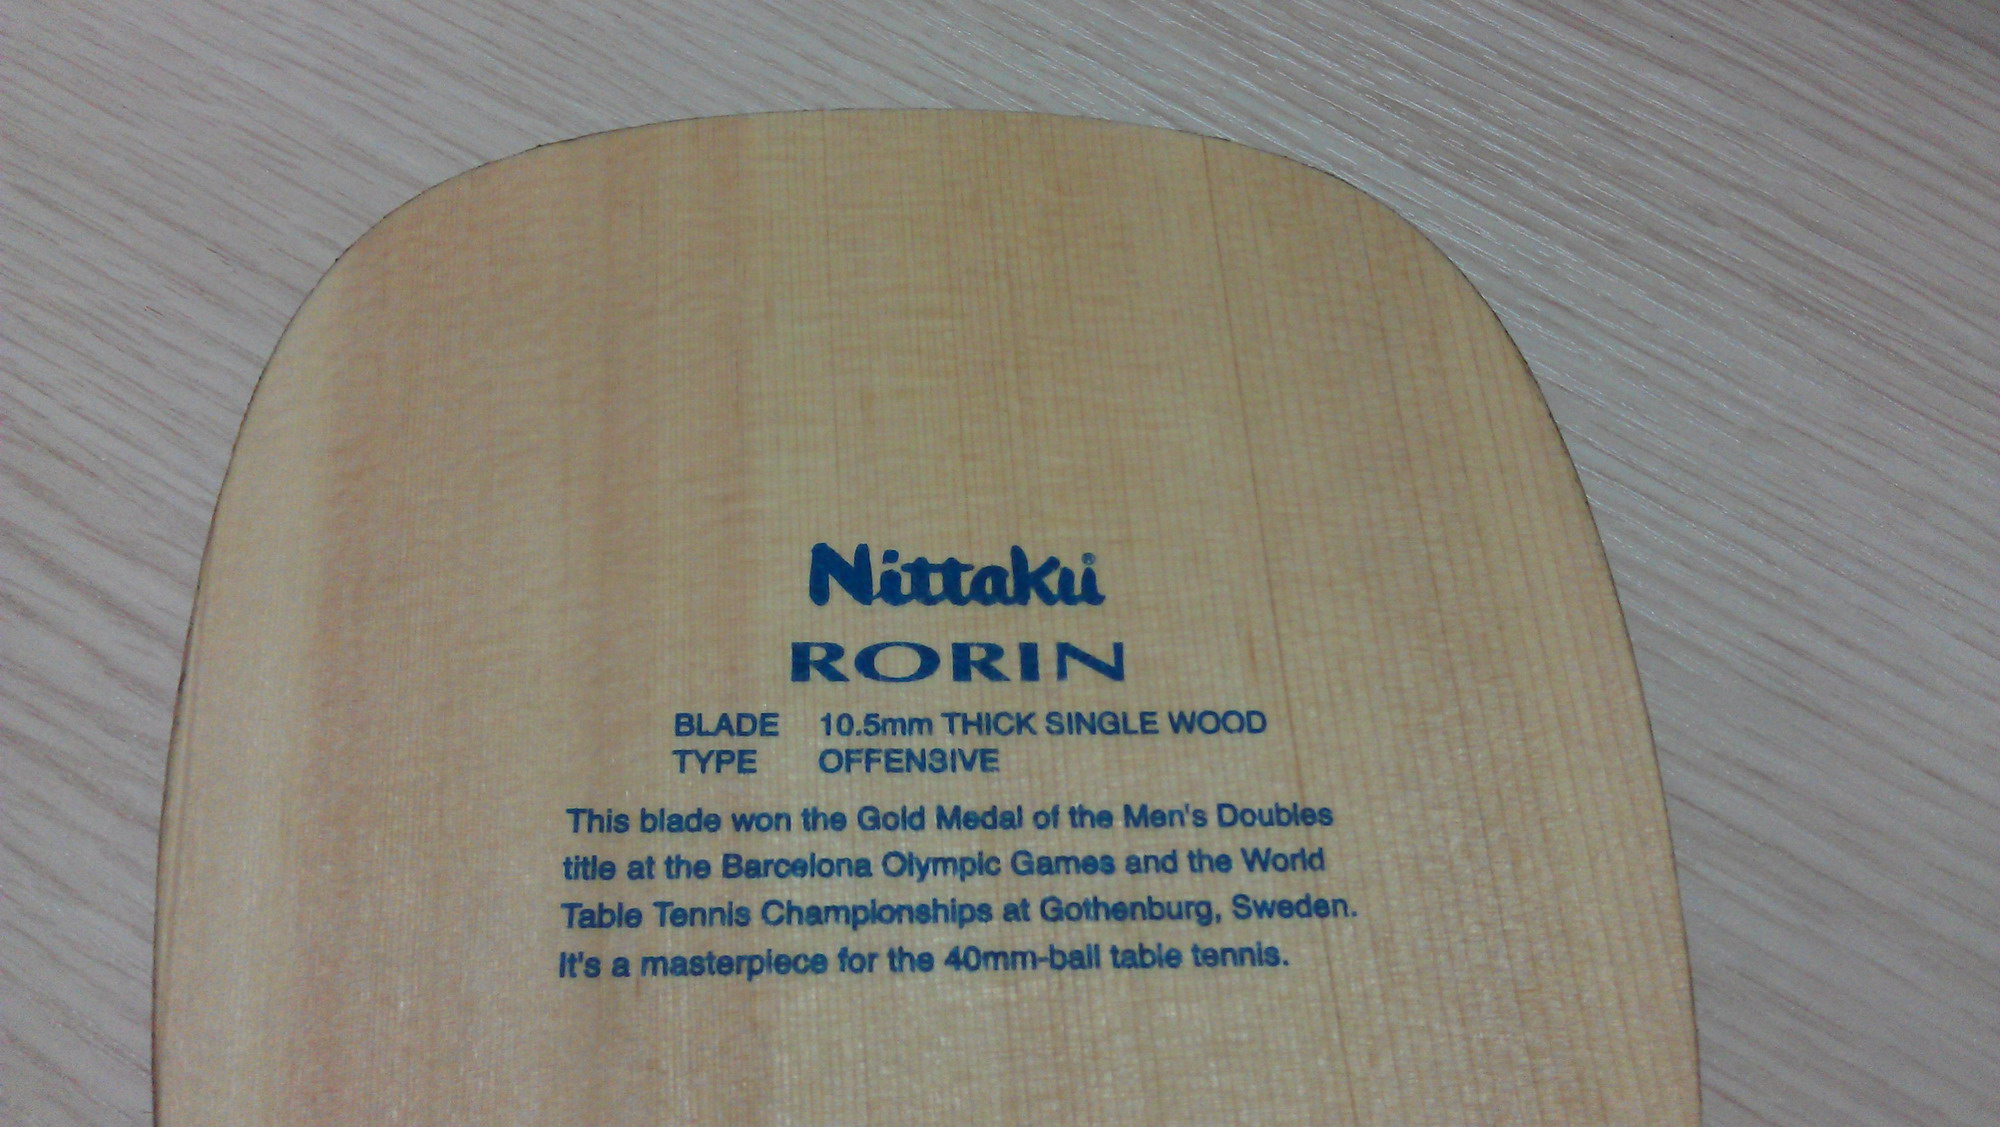 Nittaku
RORIN
BLADE 10.5mm THICK SINGLE WOOD
TYPE OFFENSIVE
This blade won the Gold Medal of the Men's Doubles
title at the Barcelona Olympic Games and the World
Table Tennis Championships at Gothenburg, Sweden.
It's a masterpiece for the 40mm-ball table tennis.